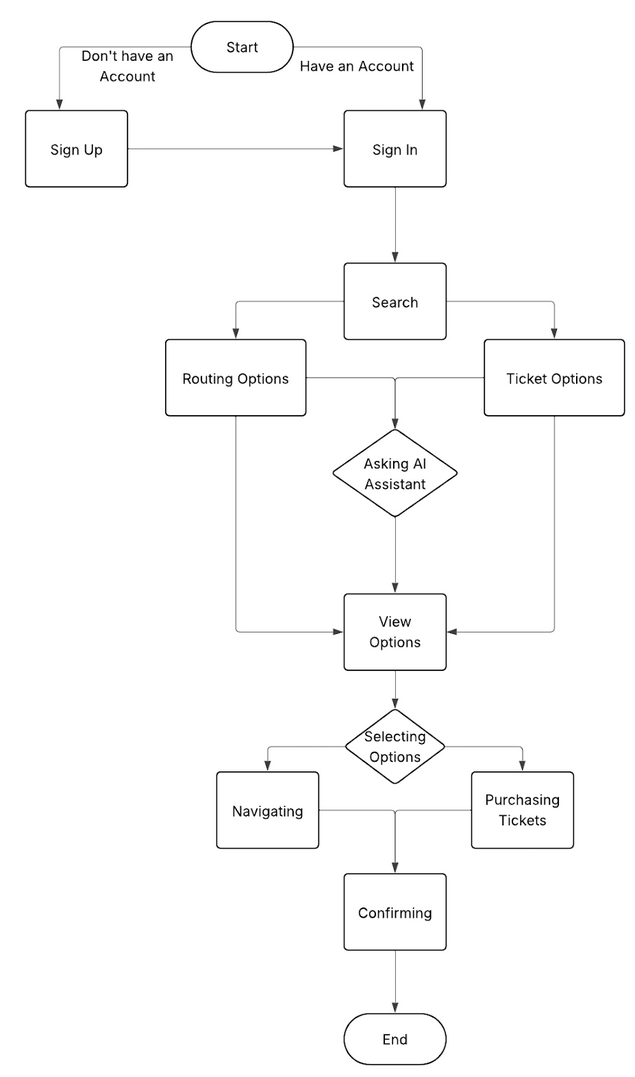 Start
Don't have an
Account
Have an Account
Sign Up
Sign In
Search
Routing Options
Ticket Options
Asking AI
Assistant
View
Options
Selecting
Options
Navigating
Purchasing
Tickets
Confirming
End